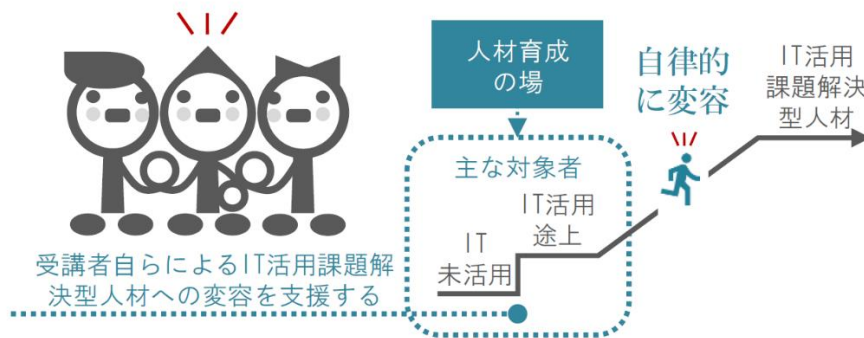 人材育成
の場
自律的
に変容
IT活用
課題解決
型人材
主な対象者
IT活用
途上
IT
未活用
受講者自らによるIT活用課題解
決型人材への変容を支援する